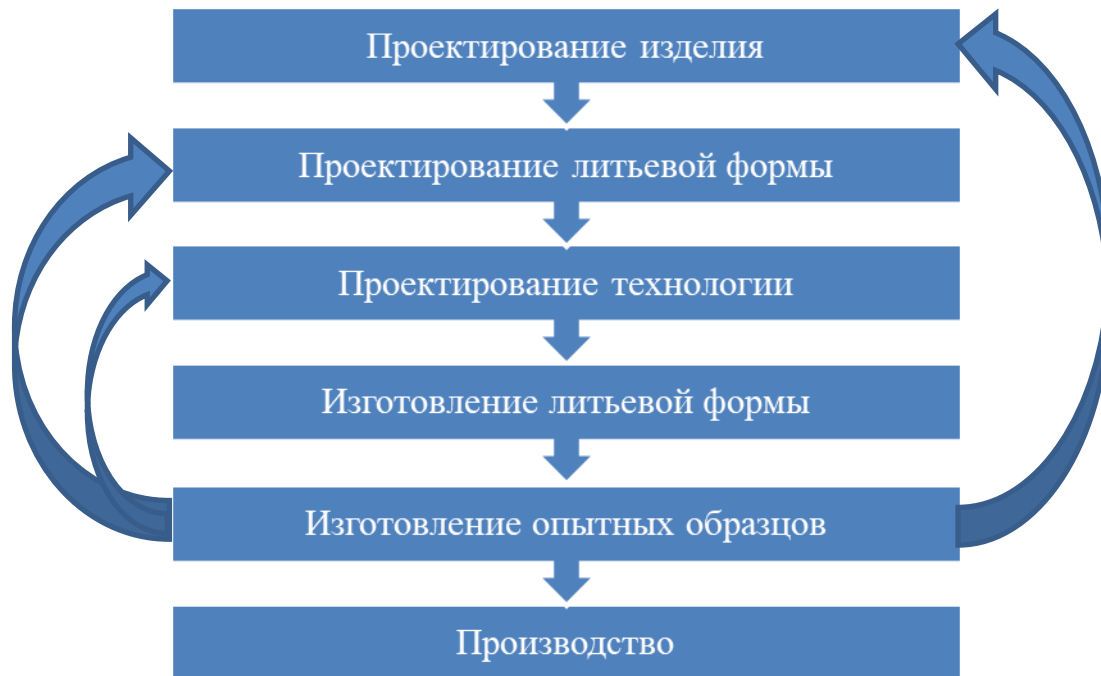 Проектирование изделия
Проектирование литьевой формы
Проектирование технологии
Изготовление литьевой формы
Изготовление опытных образцов
Производство